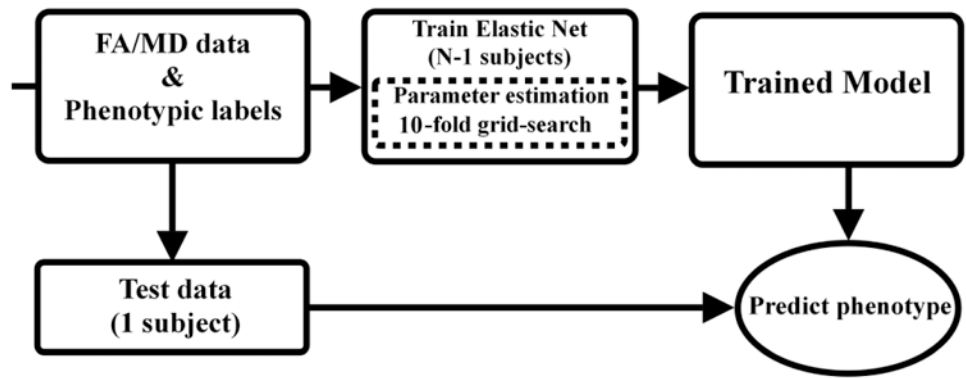 FA/MD data
&
Phenotypic labels
Train Elastic Net
(N-1 subjects)
Parameter estimation
10-fold grid-search
Trained Model
Test data
(1 subject)
Predict phenotype